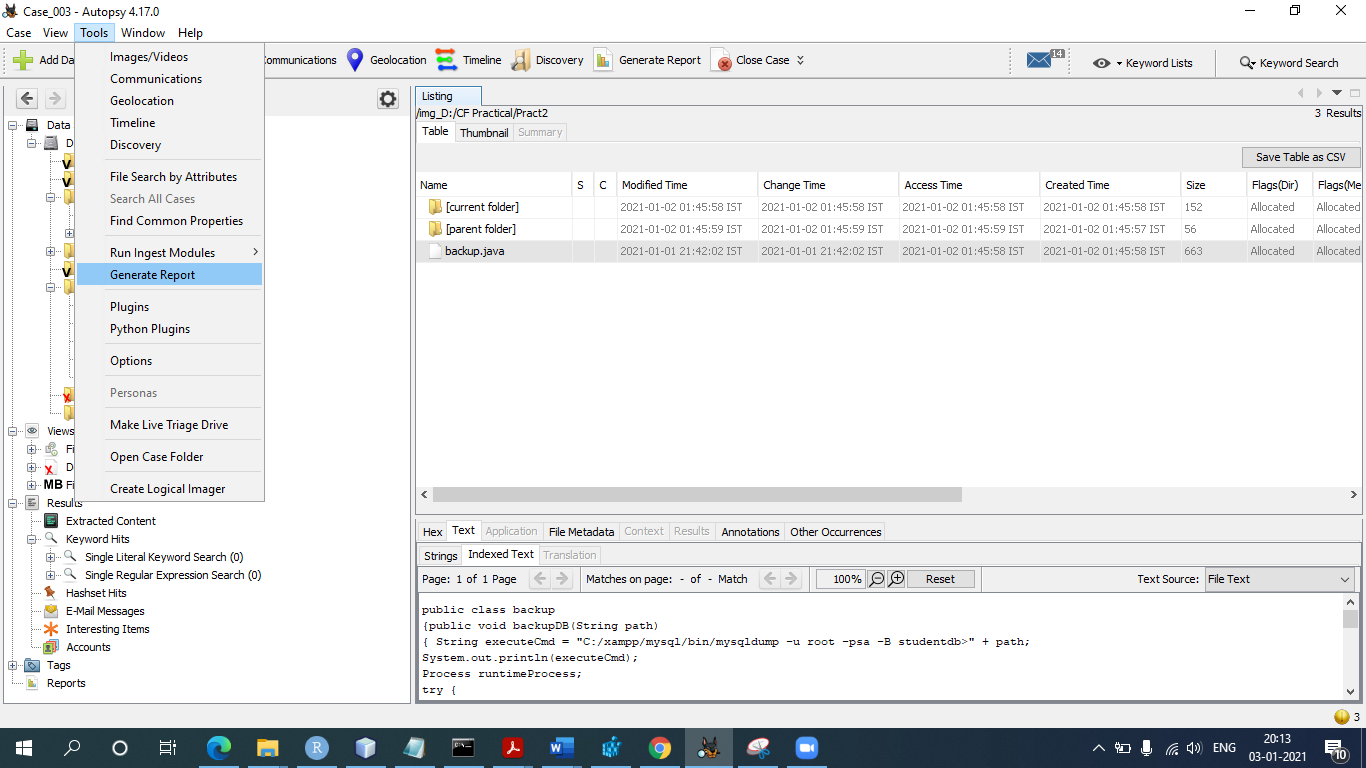 Case_003 - Autopsy 4.17.0
Case View Tools Window Help
Add Da
ommunications Geolocation Timeline Discovery Generate Report Close Case 14 Keyword Lists Keyword Search
Images/Videos
Communications
Geolocation
Timeline
Discovery
File Search by Attributes
Search All Cases
Find Common Properties
Run Ingest Modules
Generate Report
Plugins
Python Plugins
Options
Personas
Make Live Triage Drive
Open Case Folder
Create Logical Imager
Data
D
Views
Fi
D
MB Fi
Results
Extracted Content
Keyword Hits
Single Literal Keyword Search (0)
Single Regular Expression Search (0)
Hashset Hits
E-Mail Messages
Interesting Items
Accounts
Tags
Reports
Listing
/img_D:/CF Practical/Pract2 3 Results
Table Thumbnail Summary
Save Table as CSV
Name S C Modified Time Change Time Access Time Created Time Size Flags(Dir) Flags(Me
[current folder] 2021-01-02 01:45:58 IST 2021-01-02 01:45:58 IST 2021-01-02 01:45:58 IST 2021-01-02 01:45:58 IST 152 Allocated Allocated
[parent folder] 2021-01-02 01:45:59 IST 2021-01-02 01:45:59 IST 2021-01-02 01:45:59 IST 2021-01-02 01:45:57 IST 56 Allocated Allocated
backup.java 2021-01-01 21:42:02 IST 2021-01-01 21:42:02 IST 2021-01-02 01:45:58 IST 2021-01-02 01:45:58 IST 663 Allocated Allocated
Hex Text Application File Metadata Context Results Annotations Other Occurrences
Strings Indexed Text Translation
Page: 1 of 1 Page Matches on page: - of - Match 100% Reset Text Source: File Text
public class backup
{public void backupDB(String path)
{ String executeCmd = "C:/xampp/mysql/bin/mysqldump -u root -psa -B studentdb>" + path;
System.out.println(executeCmd);
Process runtimeProcess;
try {
3
ENG
20:13
03-01-2021
10